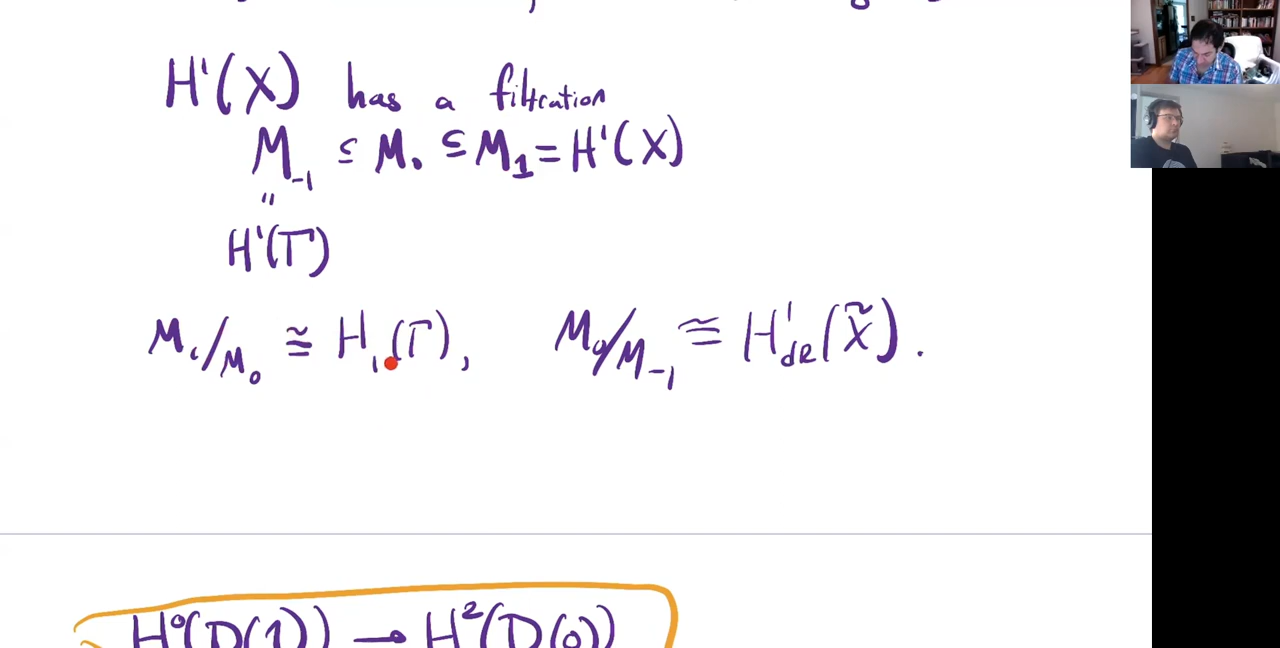 H¹(X) has a filtration
M₋₁ ⊆ M₀ ⊆ M₁ = H¹(X)
"
H¹(Γ)
M₁/M₀ ≅ H₁(Γ), M₀/M₋₁ ≅ H¹dR(X̃).
H⁰(D(1)) → H²(D(0))